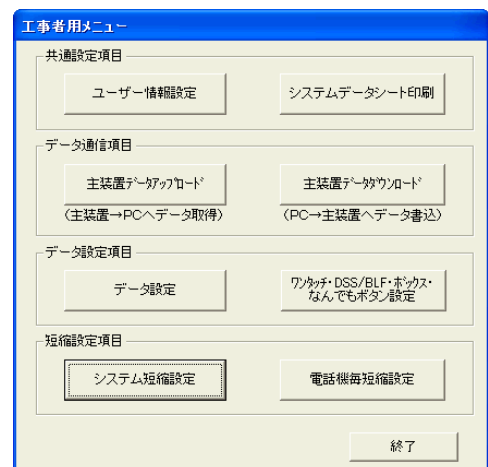 工事者用メニュー
共通設定項目
ユーザー情報設定
システムデータシート印刷
データ通信項目
主装置ﾃﾞｰﾀｱｯﾌﾟﾛｰﾄﾞ
主装置ﾃﾞｰﾀﾀﾞｳﾝﾛｰﾄﾞ
(主装置→PCへデータ取得)
(PC→主装置へデータ書込)
データ設定項目
データ設定
ﾜﾝﾀｯﾁ・DSS/BLF・ﾎﾞｯｸｽ・
なんでもボタン設定
短縮設定項目
システム短縮設定
電話機毎短縮設定
終了